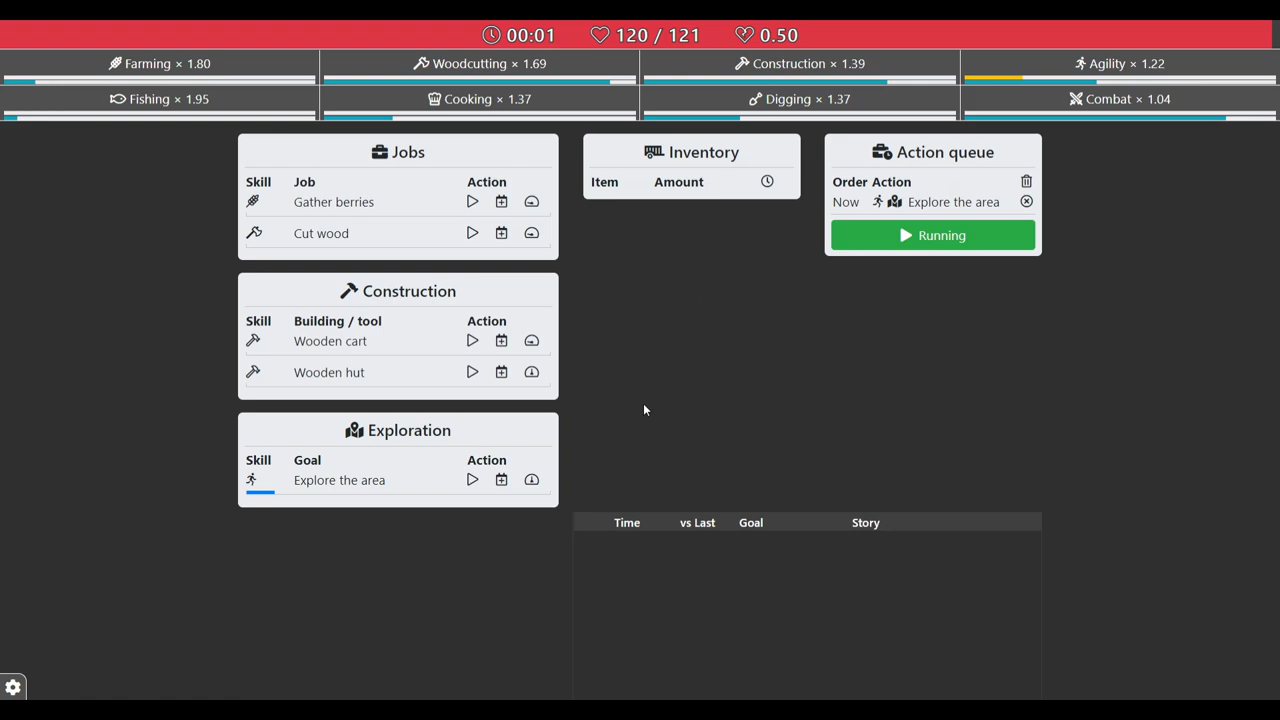 00:01 120 / 121 0.50
Farming × 1.80 Woodcutting × 1.69 Construction × 1.39 Agility × 1.22
Fishing × 1.95 Cooking × 1.37 Digging × 1.37 Combat × 1.04
Jobs
Skill Job Action
Gather berries
Cut wood
Construction
Skill Building / tool Action
Wooden cart
Wooden hut
Exploration
Skill Goal Action
Explore the area
Inventory
Item Amount
Action queue
Order Action
Now Explore the area
Running
Time vs Last Goal Story